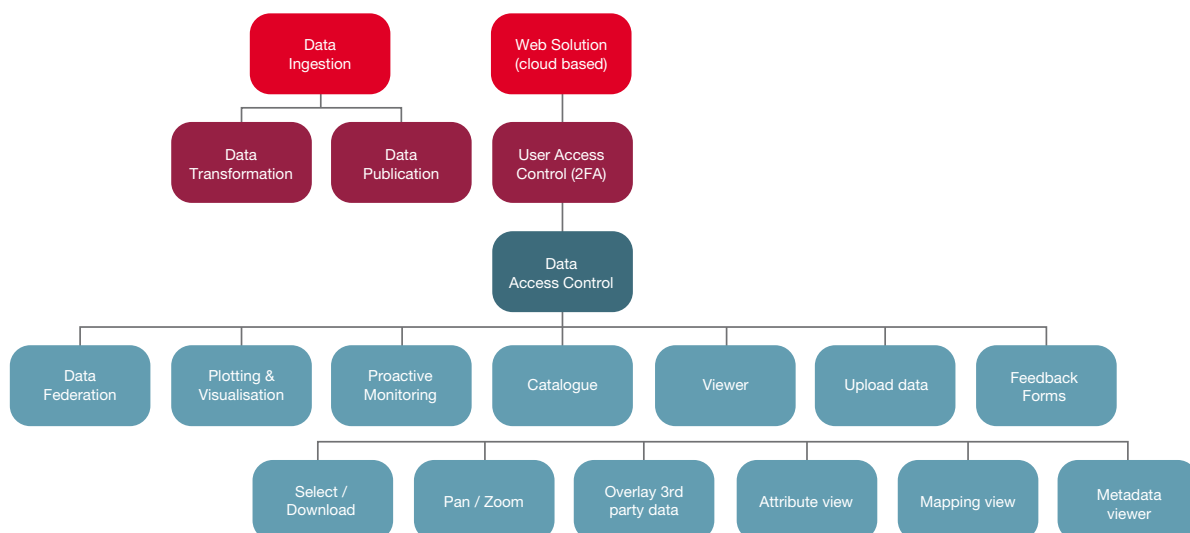 Data
Ingestion
Web Solution
(cloud based)
Data
Transformation
Data
Publication
User Access
Control (2FA)
Data
Access Control
Data
Federation
Plotting &
Visualisation
Proactive
Monitoring
Catalogue
Viewer
Upload data
Feedback
Forms
Select /
Download
Pan / Zoom
Overlay 3rd
party data
Attribute view
Mapping view
Metadata
viewer